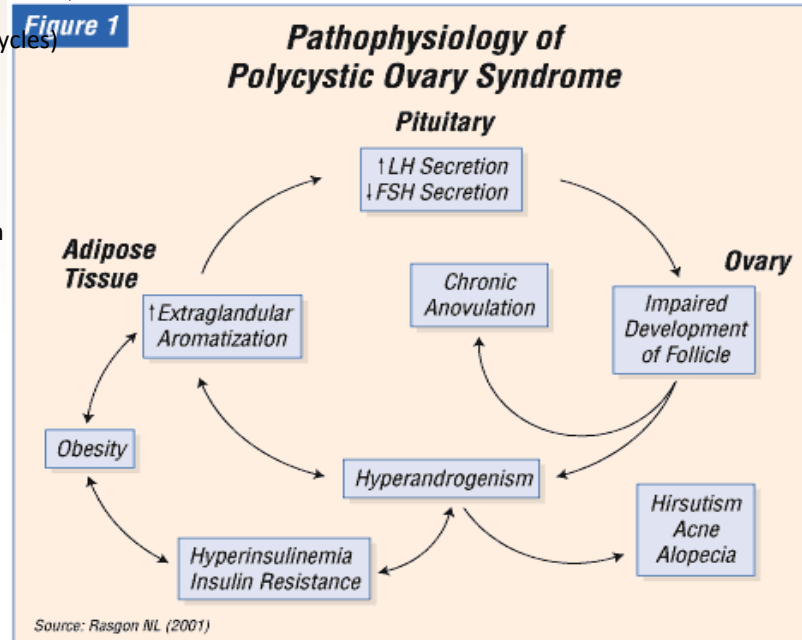 ycles)
n
Figure 1
Pathophysiology of
Polycystic Ovary Syndrome
Pituitary
↑LH Secretion
↓FSH Secretion
Adipose
Tissue
Ovary
↑Extraglandular
Aromatization
Chronic
Anovulation
Impaired
Development
of Follicle
Obesity
Hyperandrogenism
Hirsutism
Acne
Alopecia
Hyperinsulinemia
Insulin Resistance
Source: Rasgon NL (2001)